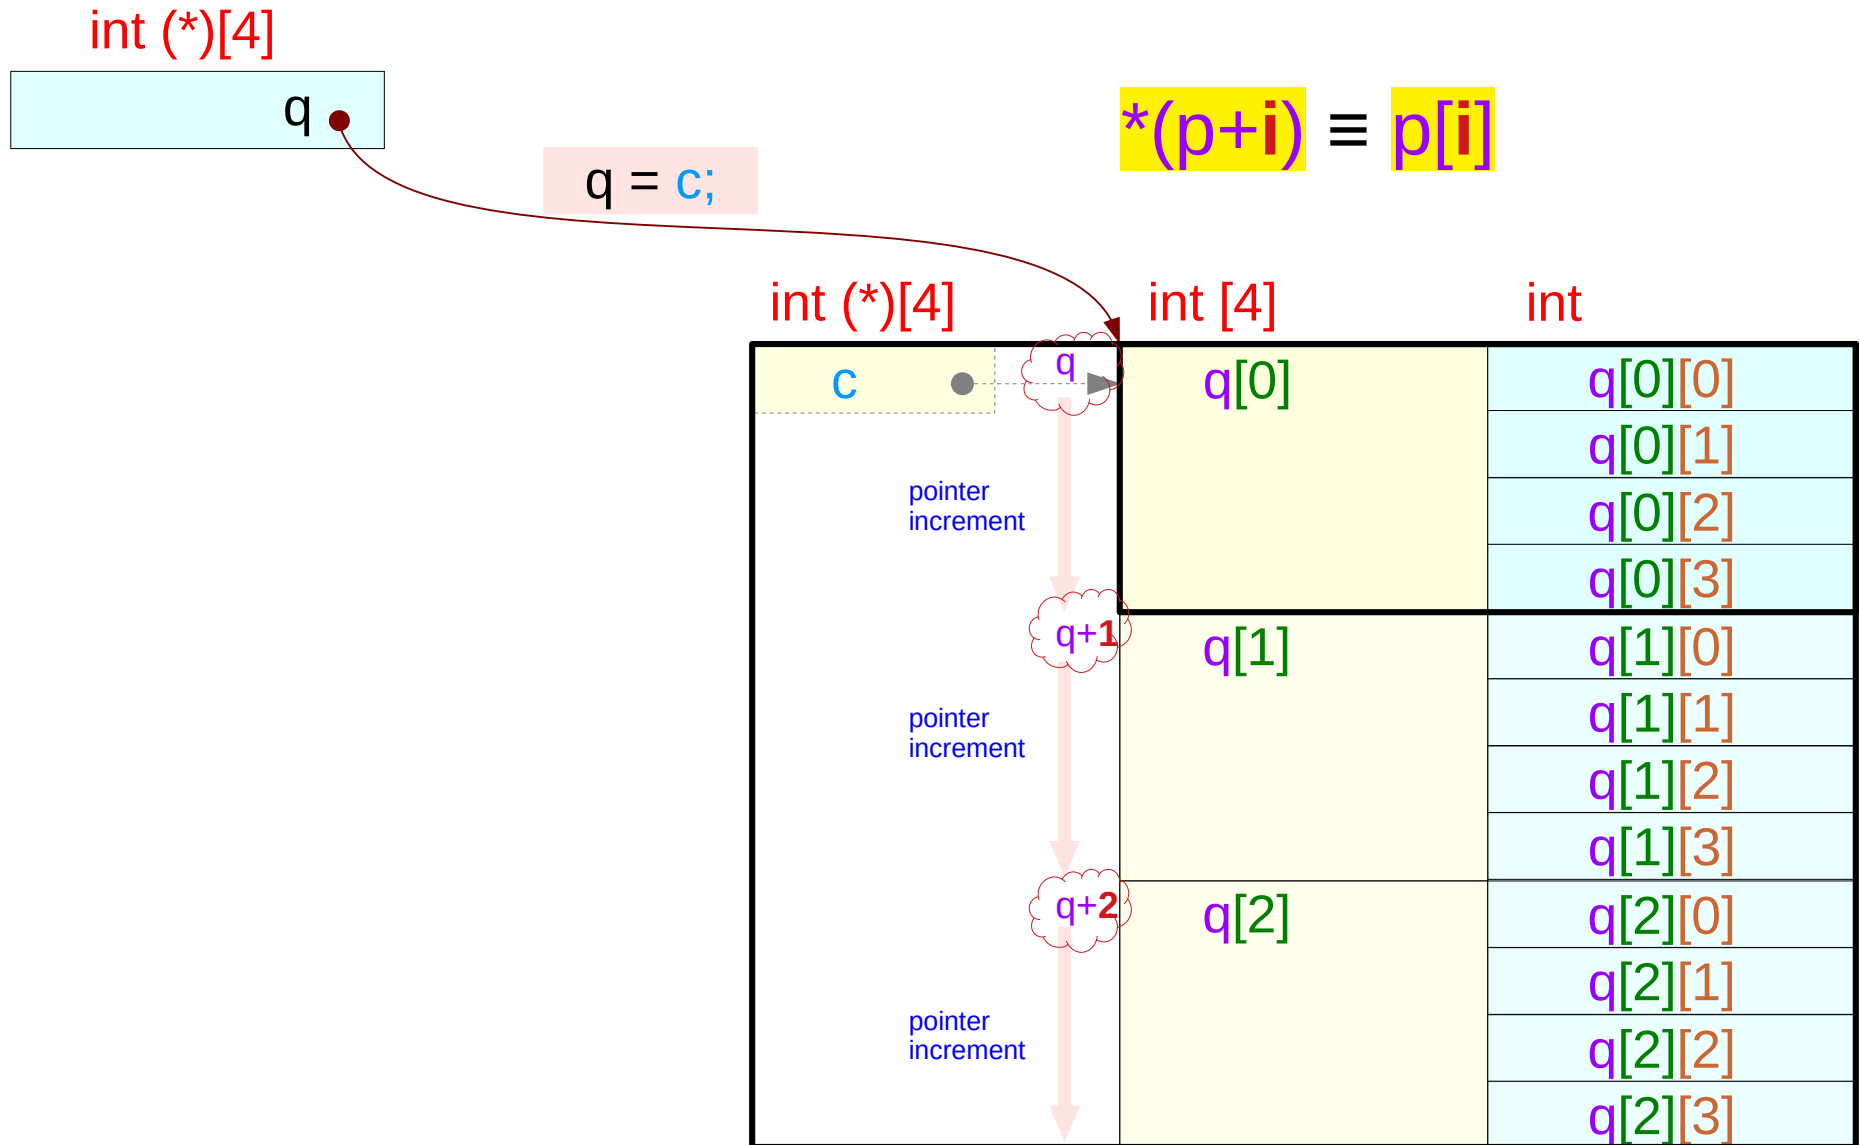 int (*)[4]
q
*(p+i) ≡ p[i]
q = c;
int (*)[4] int [4] int
c q q[0] q[0][0]
q[0][1]
pointer
increment
q[0][2]
q[0][3]
q+1 q[1] q[1][0]
q[1][1]
pointer
increment
q[1][2]
q[1][3]
q+2 q[2] q[2][0]
q[2][1]
pointer
increment
q[2][2]
q[2][3]